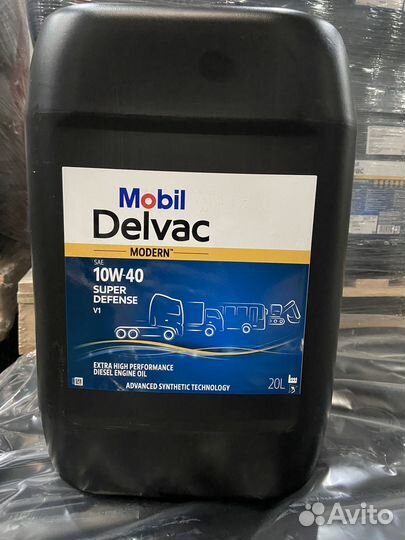 Mobil
Delvac
MODERN™
SAE
10W-40
SUPER
DEFENSE
V1
EXTRA HIGH PERFORMANCE
DIESEL ENGINE OIL
ADVANCED SYNTHETIC TECHNOLOGY
20L
Avito